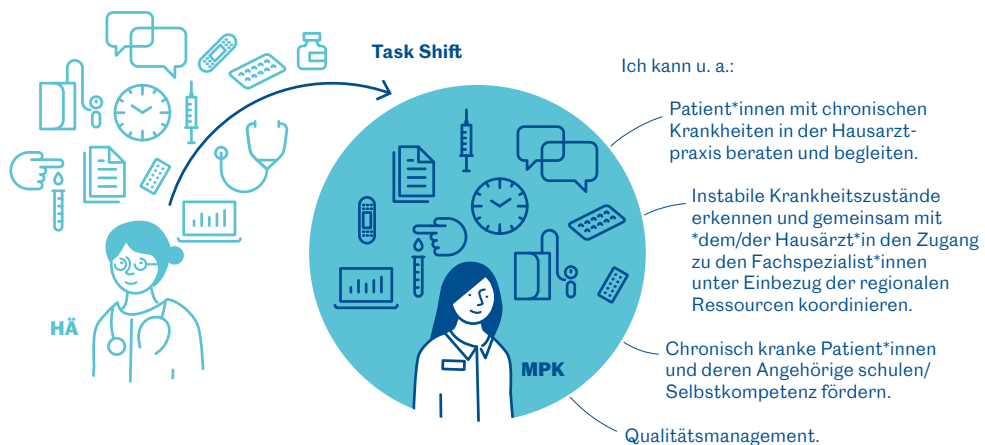 Task Shift
HÄ
MPK
Ich kann u. a.:
Patient*innen mit chronischen
Krankheiten in der Hausarzt-
praxis beraten und begleiten.
Instabile Krankheitszustände
erkennen und gemeinsam mit
*dem/der Hausärzt*in den Zugang
zu den Fachspezialist*innen
unter Einbezug der regionalen
Ressourcen koordinieren.
Chronisch kranke Patient*innen
und deren Angehörige schulen/
Selbstkompetenz fördern.
Qualitätsmanagement.